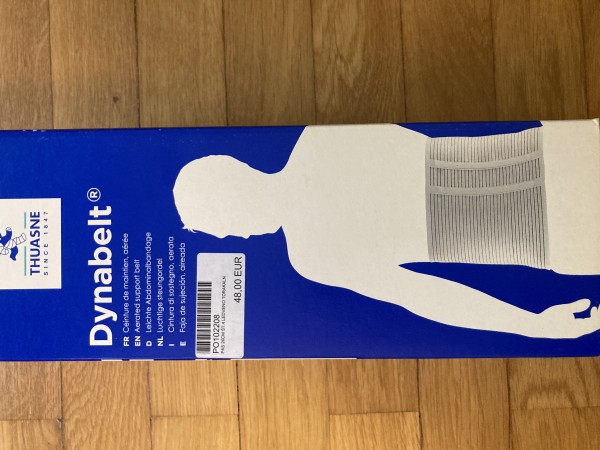 THUASNE
SINCE 1847
Dynabelt®
FR Ceinture de maintien, aérée
EN Aerated support belt
D Leichte Abdominalbandage
NL Luchtige steungordel
I Cintura di sostegno, aerata
E Faja de sujeción, aireada
PO102208
48,00 EUR